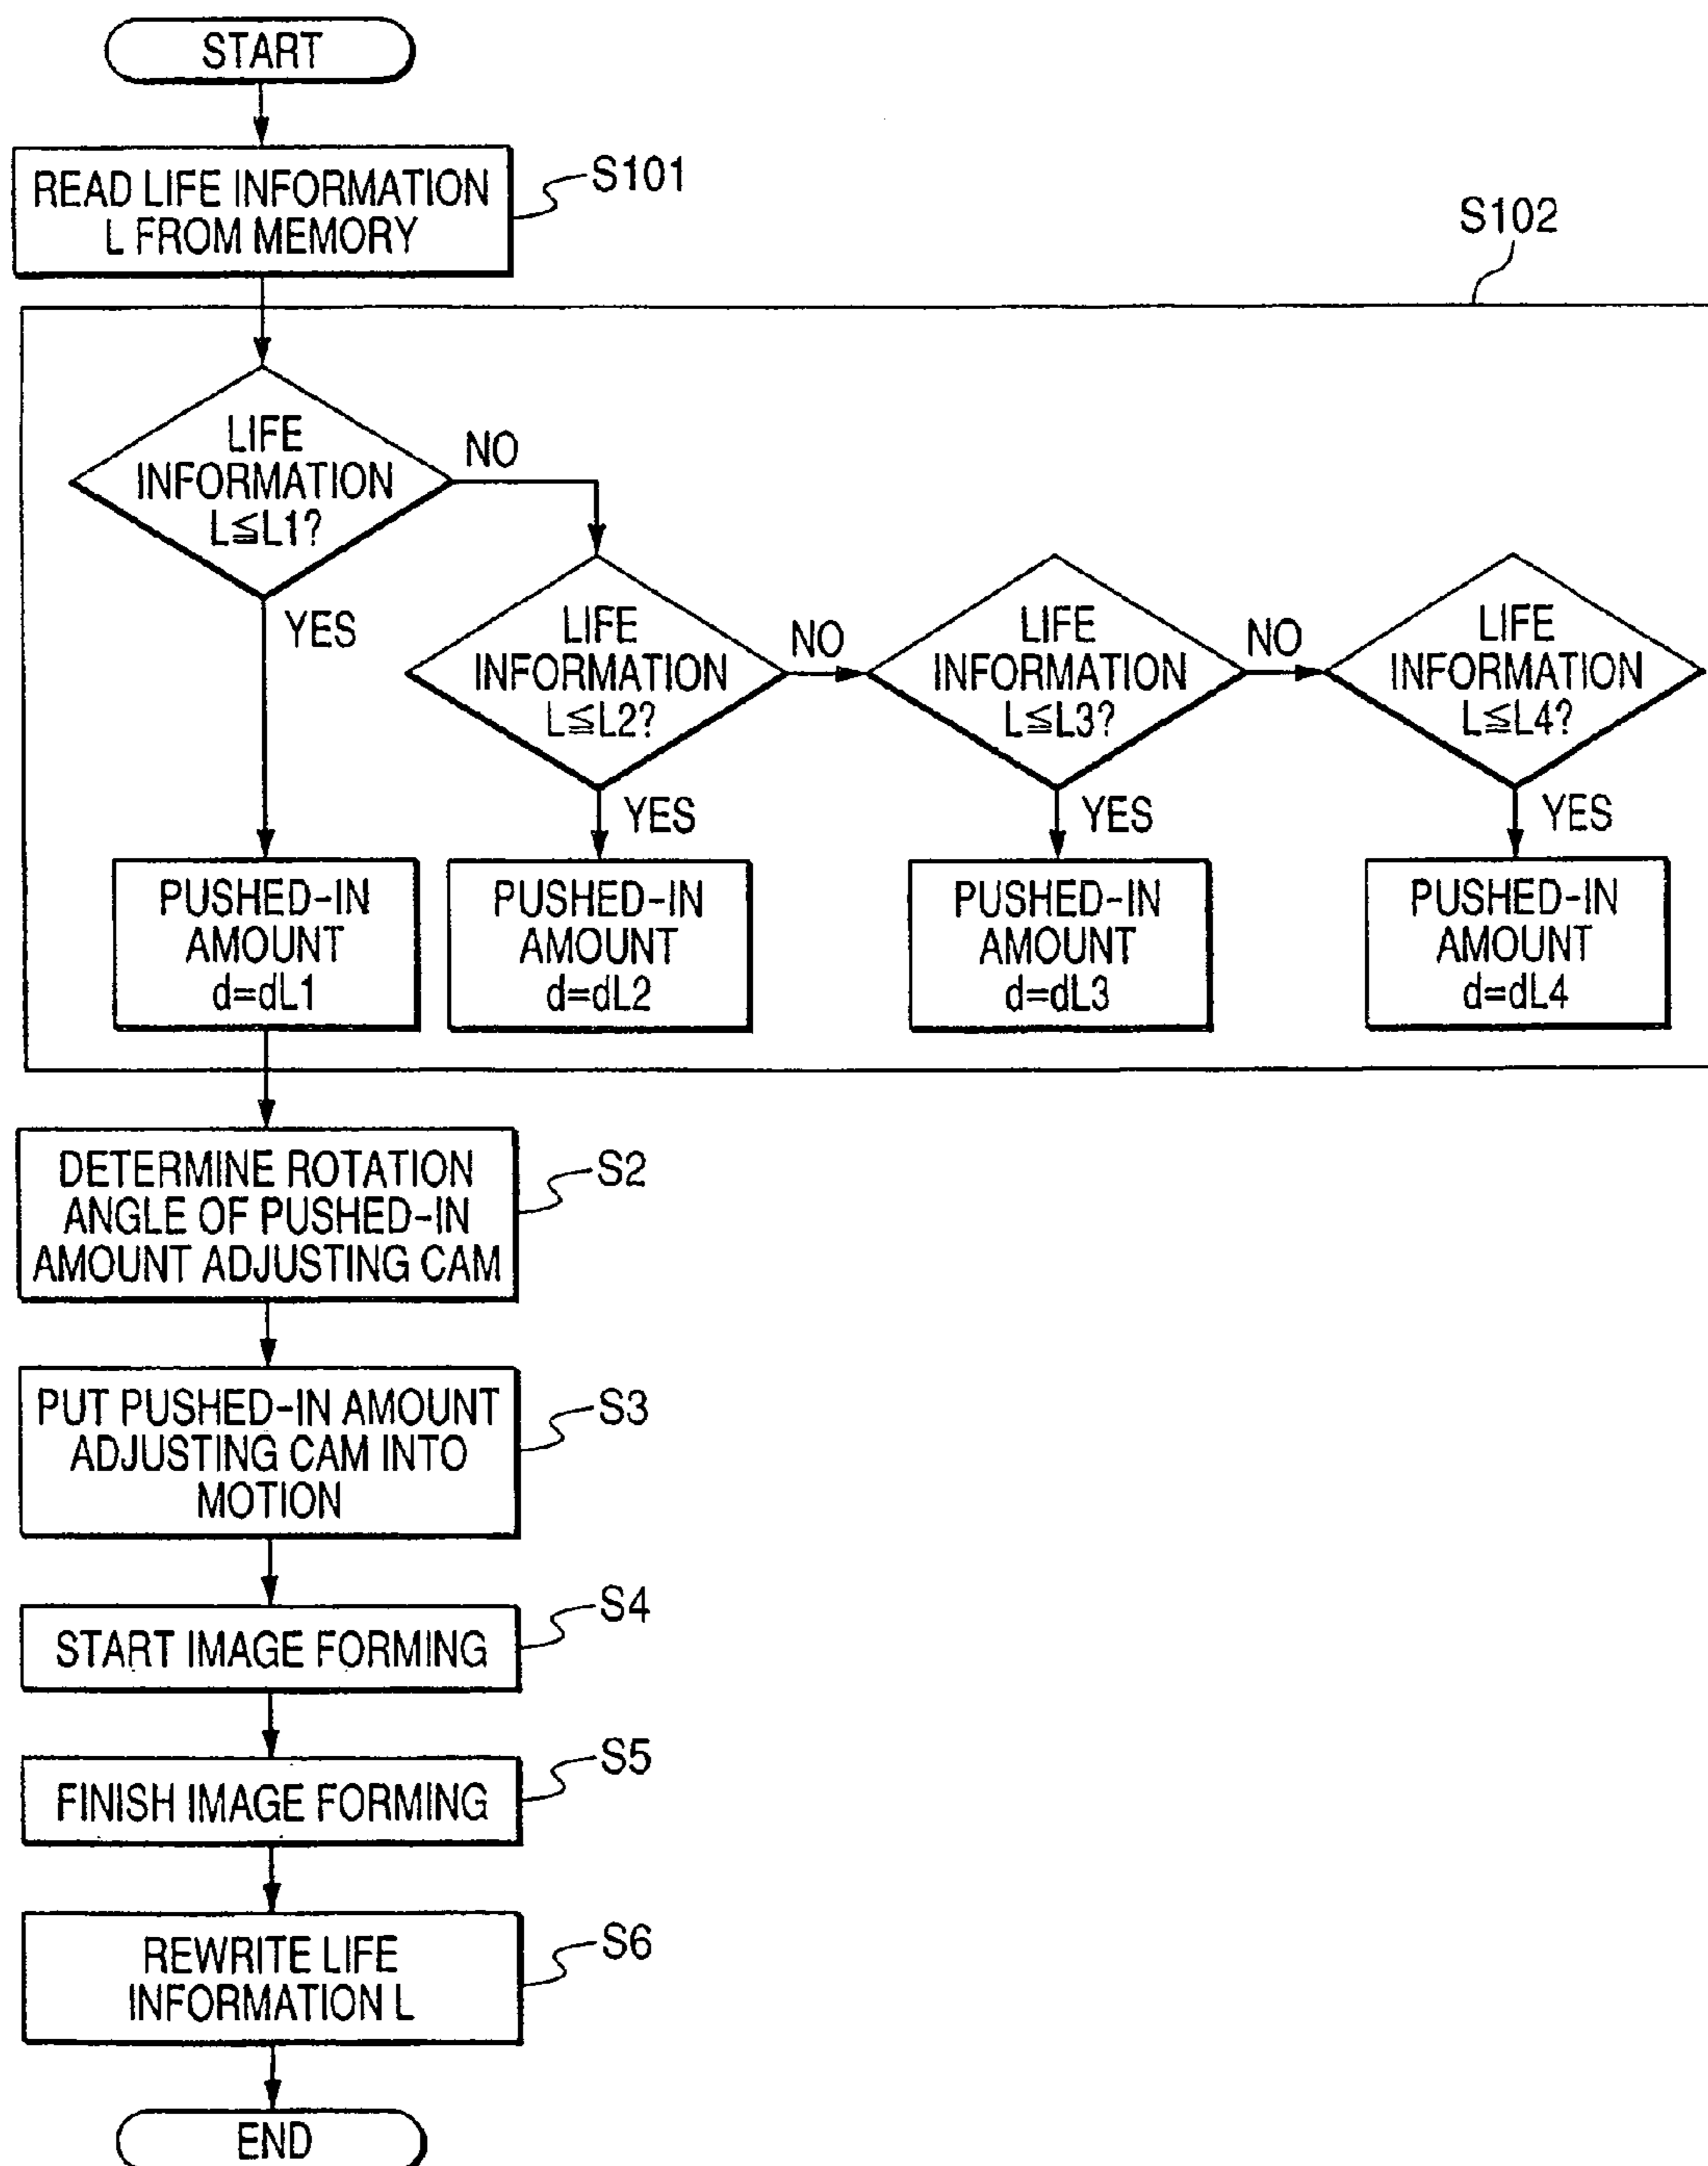 START
READ LIFE INFORMATION
L FROM MEMORY
S101
S102
LIFE
INFORMATION
L≦L1?
NO
YES
LIFE
INFORMATION
L≦L2?
NO
YES
LIFE
INFORMATION
L≦L3?
NO
YES
LIFE
INFORMATION
L≦L4?
YES
PUSHED-IN
AMOUNT
d=dL1
PUSHED-IN
AMOUNT
d=dL2
PUSHED-IN
AMOUNT
d=dL3
PUSHED-IN
AMOUNT
d=dL4
DETERMINE ROTATION
ANGLE OF PUSHED-IN
AMOUNT ADJUSTING CAM
S2
PUT PUSHED-IN AMOUNT
ADJUSTING CAM INTO
MOTION
S3
START IMAGE FORMING
S4
FINISH IMAGE FORMING
S5
REWRITE LIFE
INFORMATION L
S6
END